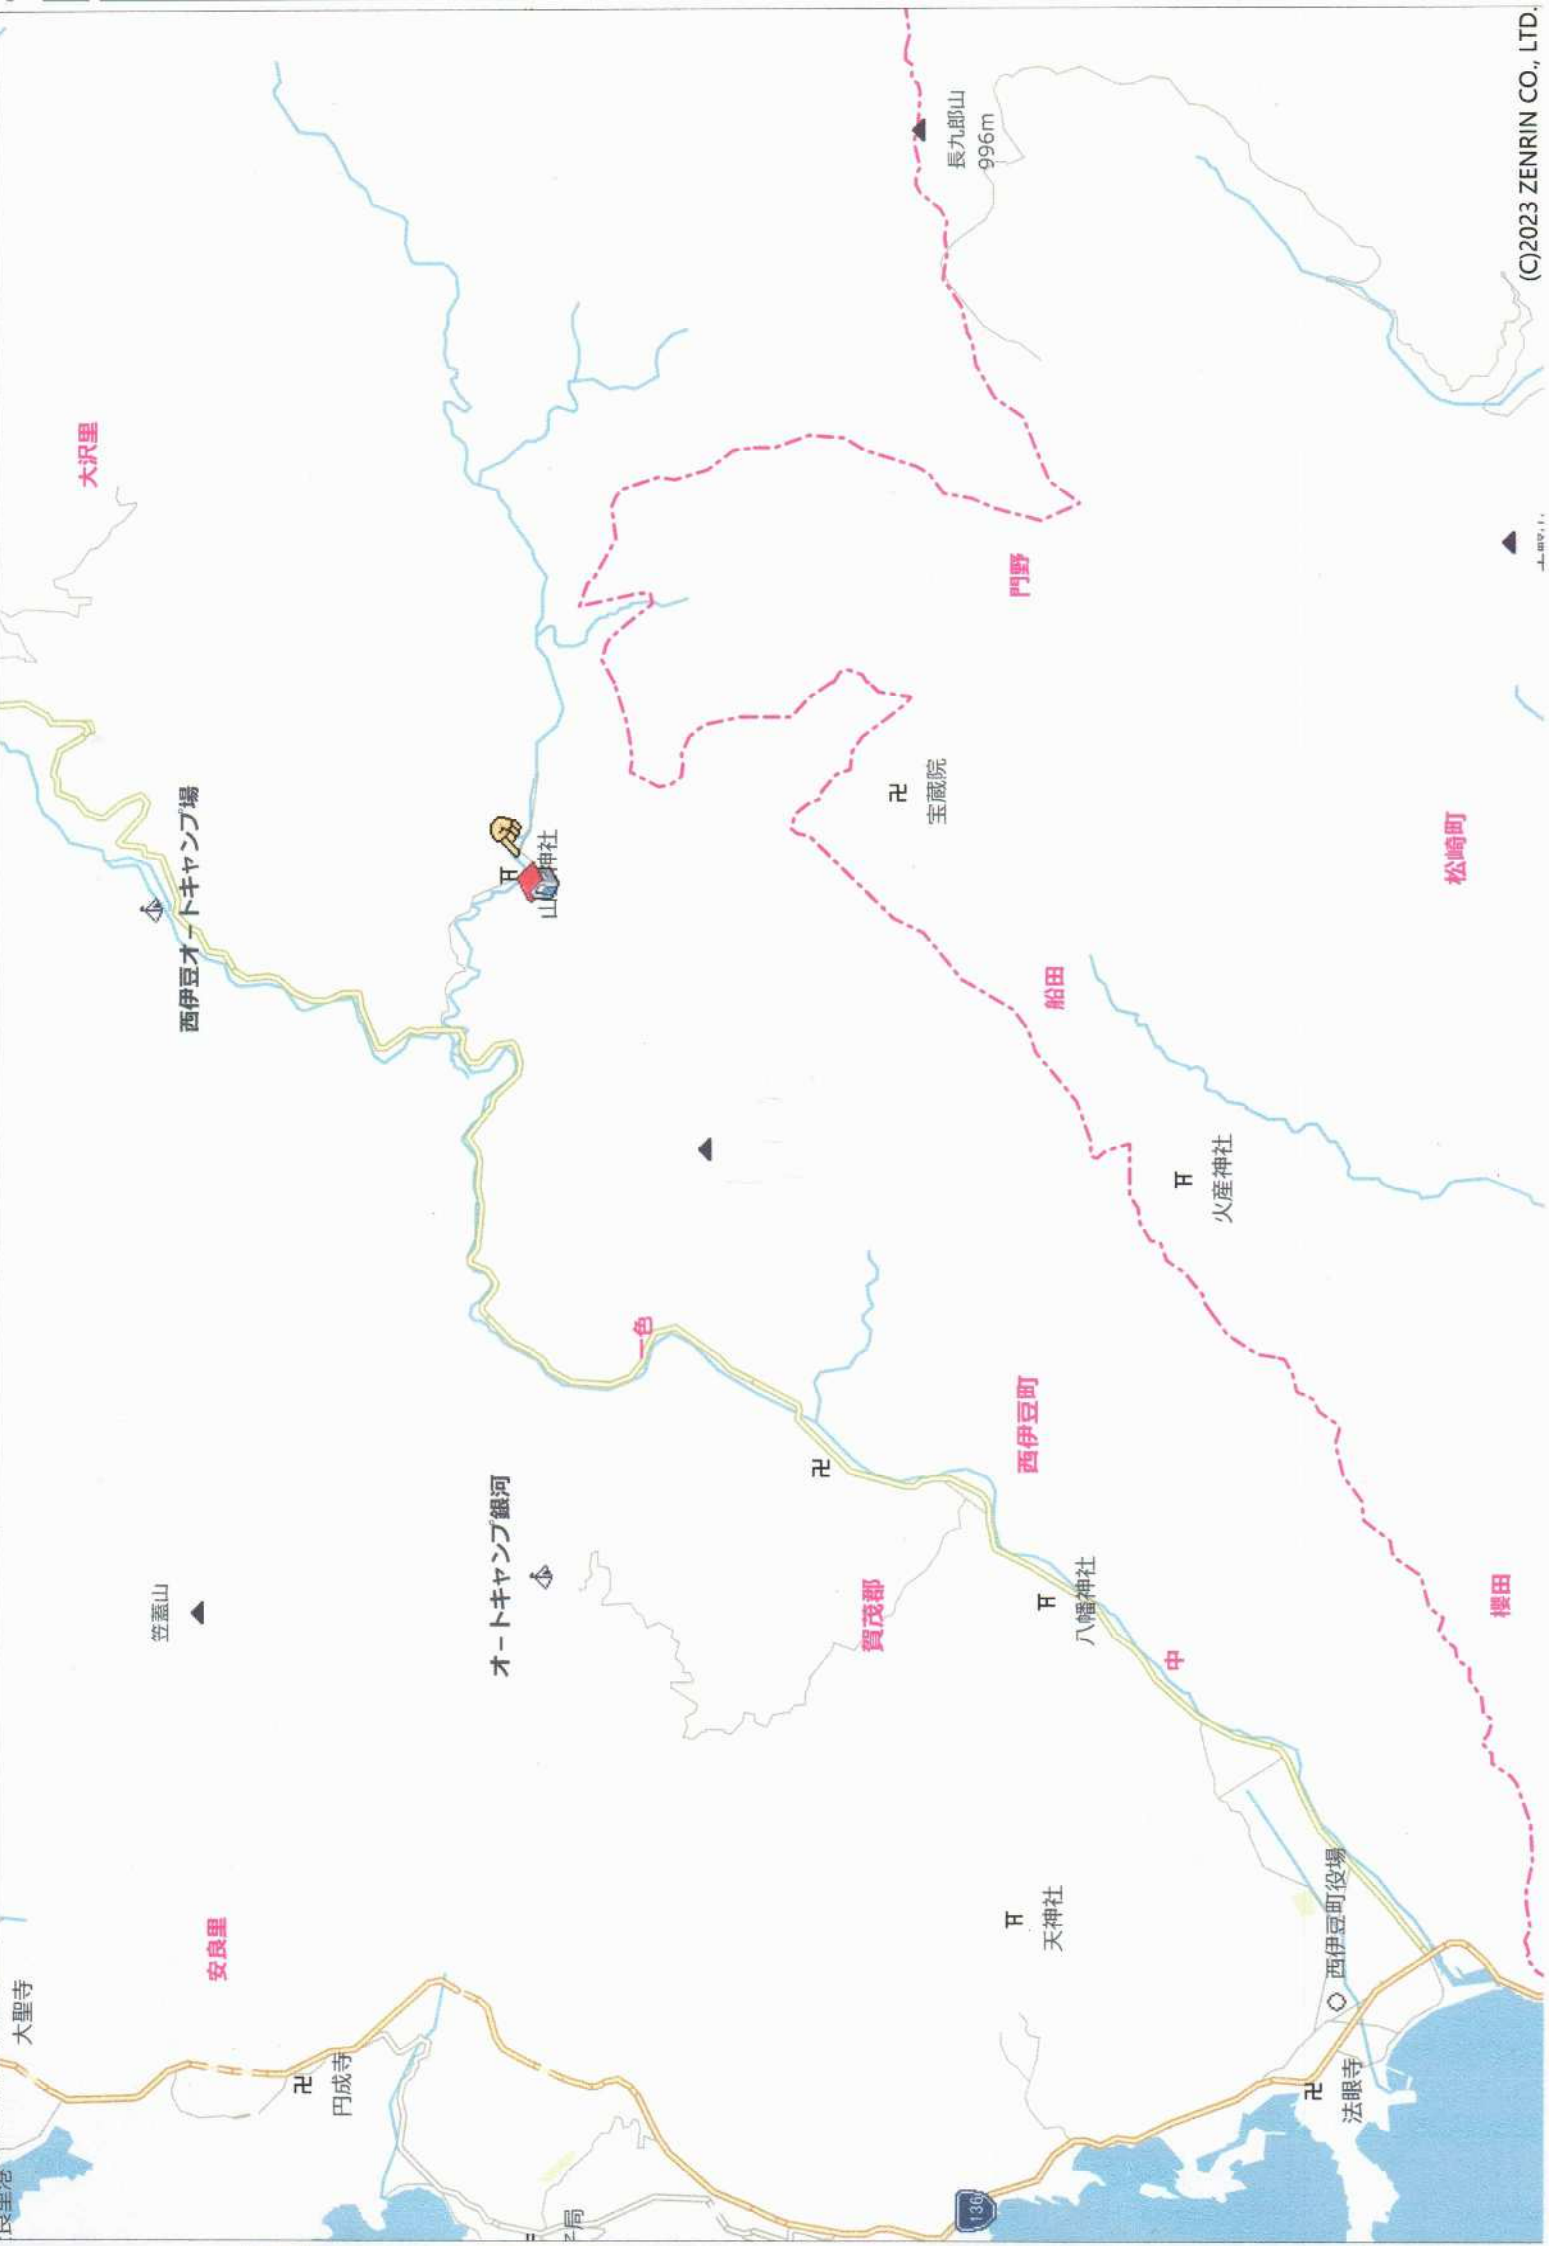 大聖寺
大沢里
笠蓋山
西伊豆オートキャンプ場
安良里
円成寺
オートキャンプ銀河
山 神社
局
一色
賀茂郡
宝蔵院
長九郎山
996m
136
門野
西伊豆町
天神社
船田
八幡神社
中
火産神社
西伊豆町役場
法眼寺
松崎町
櫻田
(C)2023 ZENRIN CO., LTD.